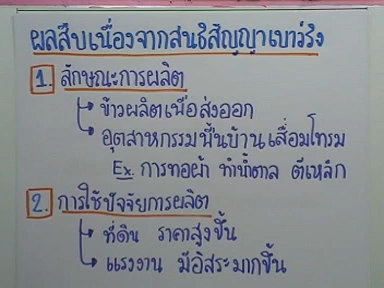 ผลสืบเนื่องจากสนธิสัญญาเบาว์ริง
1. ลักษณะการผลิต
ข้าวผลิตเพื่อส่งออก
อุตสาหกรรมพื้นบ้านเสื่อมโทรม
Ex. การทอผ้า ทำน้ำตาล ตีเหล็ก
2. การใช้ปัจจัยการผลิต
ที่ดิน ราคาสูงขึ้น
แรงงาน มีอิสระมากขึ้น